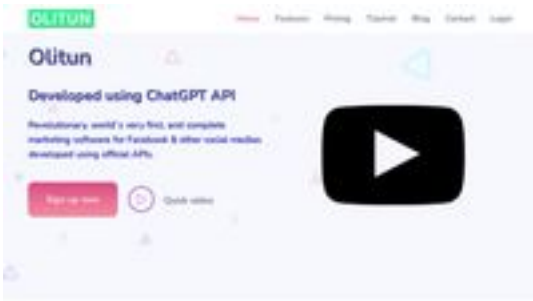 OLITUN
Home Features Pricing Tutorial Blog Contact Login
Olitun
Developed using ChatGPT API
Revolutionary, world's very first, and complete
marketing software for Facebook & other social medias
developed using official APIs.
Sign up now Quick video